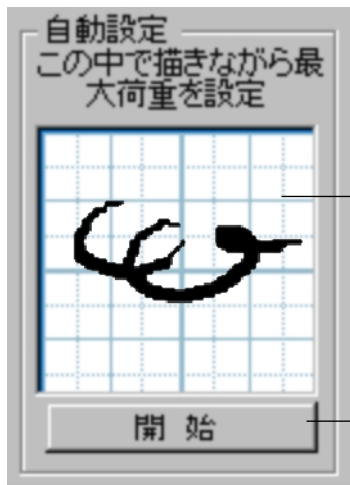 自動設定
この中で描きながら最
大荷重を設定
開 始